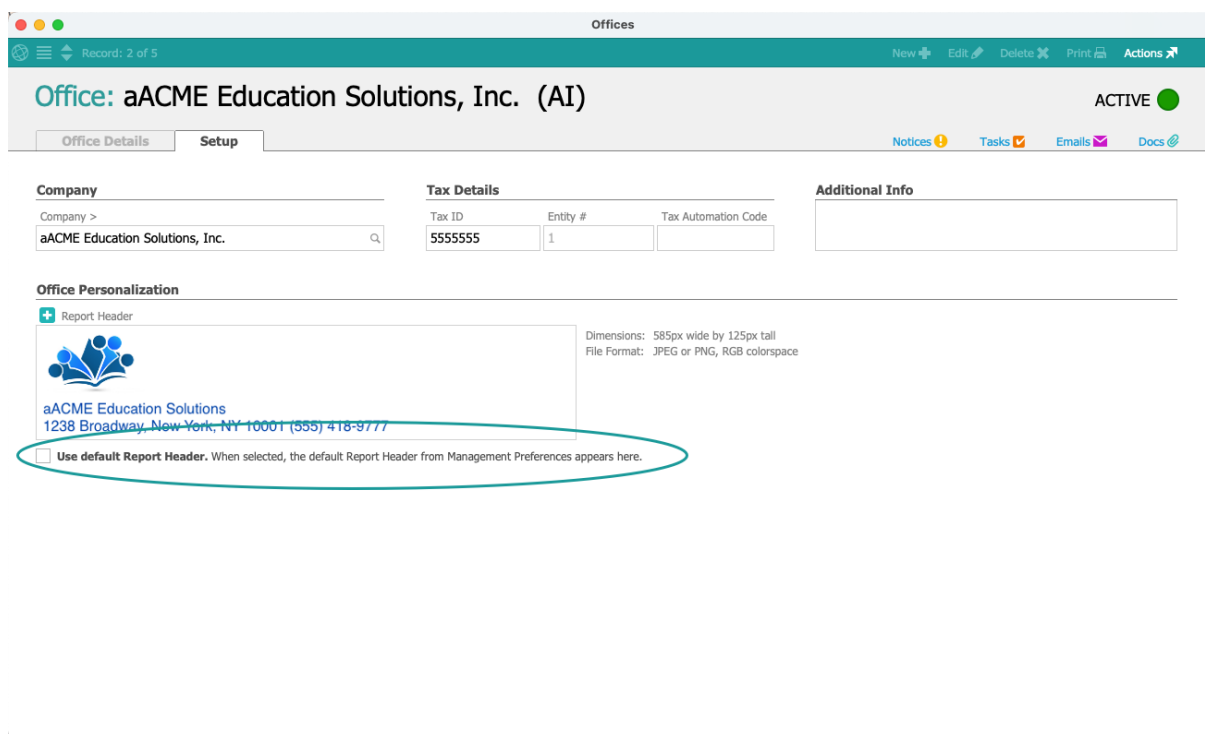 Offices
Record: 2 of 5
New Edit Delete Print Actions
Office: aACME Education Solutions, Inc. (AI)
ACTIVE
Office Details Setup
Notices Tasks Emails Docs
Company Tax Details Additional Info
Company > Tax ID Entity # Tax Automation Code
aACME Education Solutions, Inc. 5555555 1
Office Personalization
Report Header
Dimensions: 585px wide by 125px tall
File Format: JPEG or PNG, RGB colorspace
aACME Education Solutions
1238 Broadway, New York, NY 10001 (555) 418-9777
Use default Report Header. When selected, the default Report Header from Management Preferences appears here.